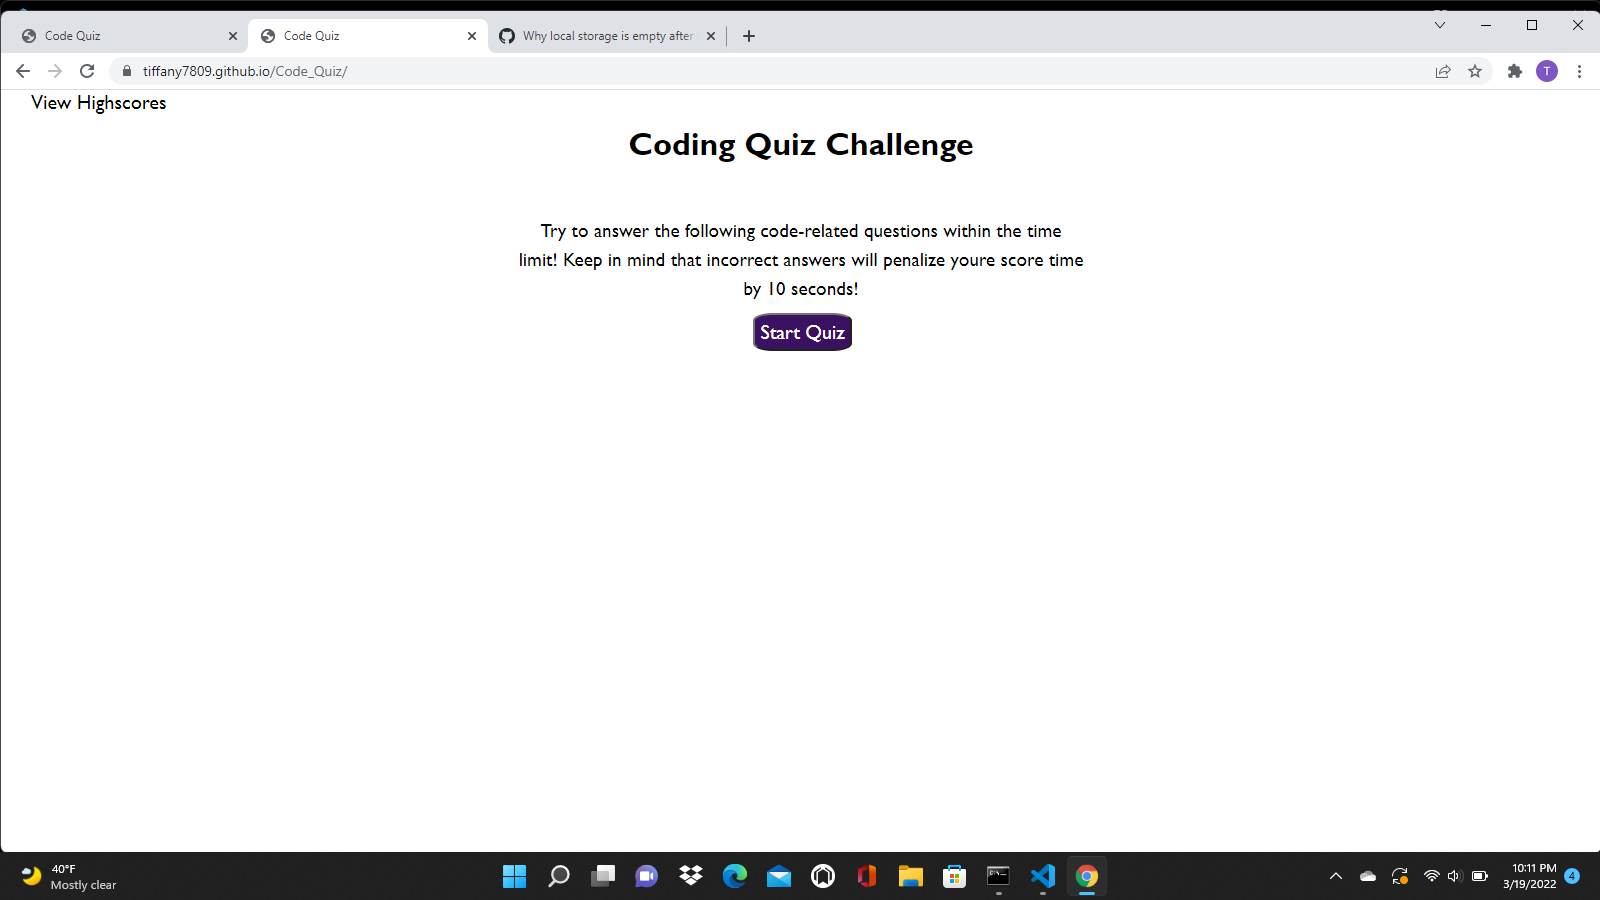 Code Quiz
Code Quiz
Why local storage is empty after
tiffany7809.github.io/Code_Quiz/
T
View Highscores
Coding Quiz Challenge
Try to answer the following code-related questions within the time
limit! Keep in mind that incorrect answers will penalize youre score time
by 10 seconds!
Start Quiz
40°F
Mostly clear
10:11 PM
3/19/2022
4